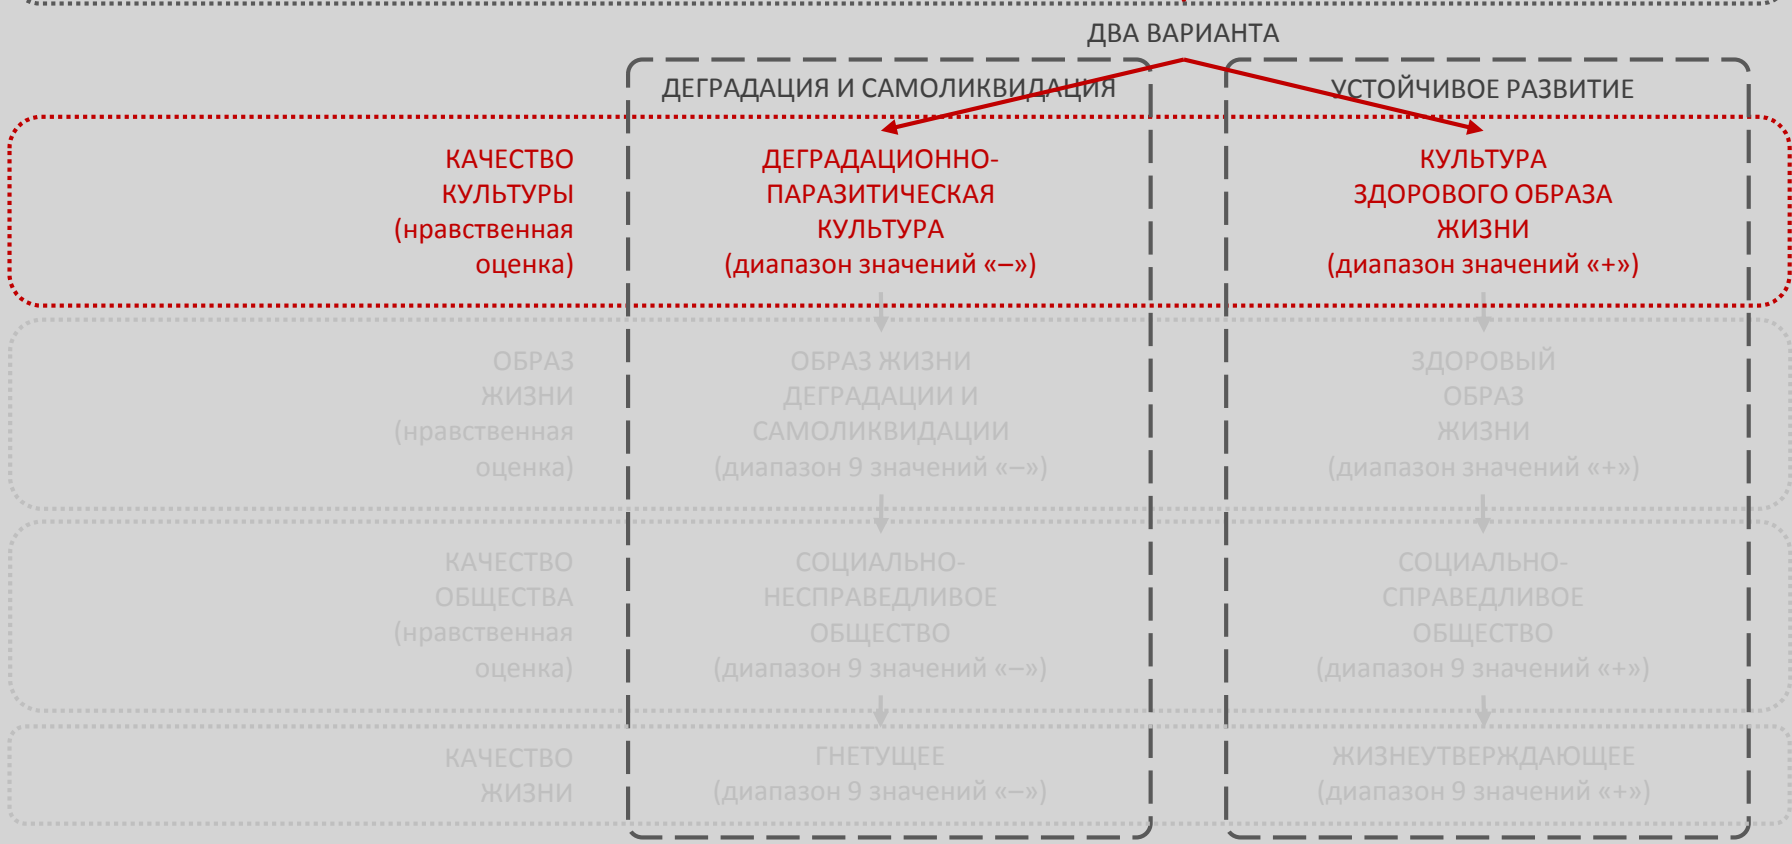 ДВА ВАРИАНТА
ДЕГРАДАЦИЯ И САМОЛИКВИДАЦИЯ
УСТОЙЧИВОЕ РАЗВИТИЕ
КАЧЕСТВО
КУЛЬТУРЫ
(нравственная
оценка)
ДЕГРАДАЦИОННО-
ПАРАЗИТИЧЕСКАЯ
КУЛЬТУРА
(диапазон значений «–»)
КУЛЬТУРА
ЗДОРОВОГО ОБРАЗА
ЖИЗНИ
(диапазон значений «+»)
ОБРАЗ
ЖИЗНИ
(нравственная
оценка)
ОБРАЗ ЖИЗНИ
ДЕГРАДАЦИИ И
САМОЛИКВИДАЦИИ
(диапазон 9 значений «–»)
ЗДОРОВЫЙ
ОБРАЗ
ЖИЗНИ
(диапазон значений «+»)
КАЧЕСТВО
ОБЩЕСТВА
(нравственная
оценка)
СОЦИАЛЬНО-
НЕСПРАВЕДЛИВОЕ
ОБЩЕСТВО
(диапазон 9 значений «–»)
СОЦИАЛЬНО-
СПРАВЕДЛИВОЕ
ОБЩЕСТВО
(диапазон 9 значений «+»)
КАЧЕСТВО
ЖИЗНИ
ГНЕТУЩЕЕ
(диапазон 9 значений «–»)
ЖИЗНЕУТВЕРЖДАЮЩЕЕ
(диапазон 9 значений «+»)